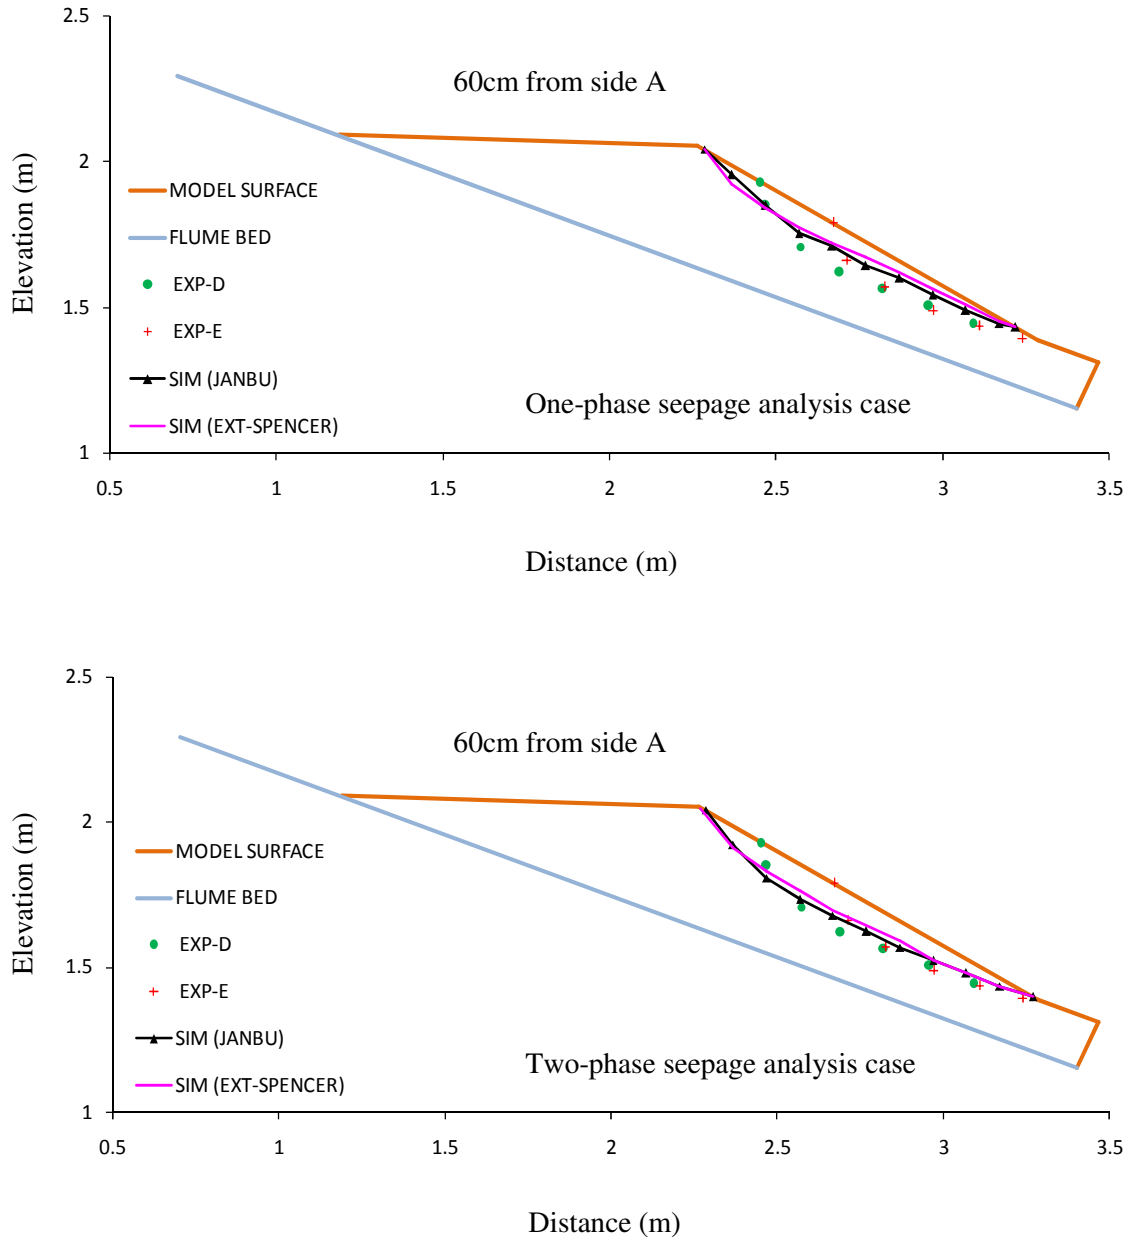 2.5
60cm from side A
2
Elevation (m)
MODEL SURFACE
FLUME BED
EXP-D
1.5
EXP-E
SIM (JANBU)
One-phase seepage analysis case
SIM (EXT-SPENCER)
1
0.5 1 1.5 2 2.5 3 3.5
Distance (m)
2.5
60cm from side A
2
Elevation (m)
MODEL SURFACE
FLUME BED
EXP-D
1.5
EXP-E
SIM (JANBU)
Two-phase seepage analysis case
SIM (EXT-SPENCER)
1
0.5 1 1.5 2 2.5 3 3.5
Distance (m)